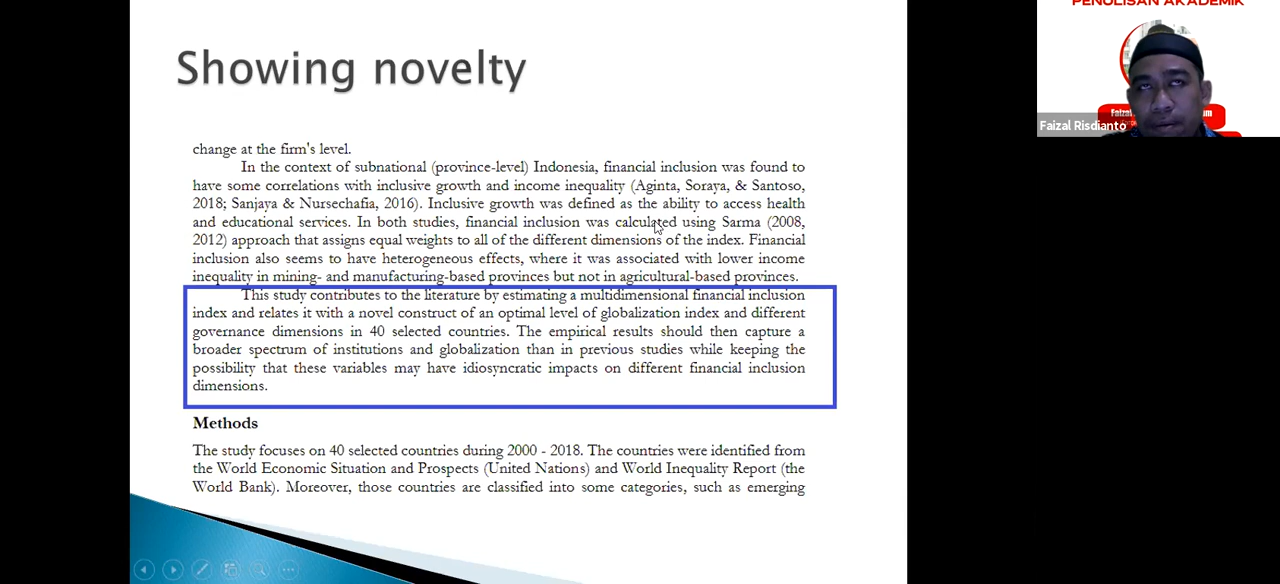 PENULISAN AKADEMIK
Showing novelty
change at the firm's level.
In the context of subnational (province-level) Indonesia, financial inclusion was found to
have some correlations with inclusive growth and income inequality (Aginta, Soraya, & Santoso,
2018; Sanjaya & Nursechafia, 2016). Inclusive growth was defined as the ability to access health
and educational services. In both studies, financial inclusion was calculated using Sarma (2008,
2012) approach that assigns equal weights to all of the different dimensions of the index. Financial
inclusion also seems to have heterogeneous effects, where it was associated with lower income
inequality in mining- and manufacturing-based provinces but not in agricultural-based provinces.
This study contributes to the literature by estimating a multidimensional financial inclusion
index and relates it with a novel construct of an optimal level of globalization index and different
governance dimensions in 40 selected countries. The empirical results should then capture a
broader spectrum of institutions and globalization than in previous studies while keeping the
possibility that these variables may have idiosyncratic impacts on different financial inclusion
dimensions.
Methods
The study focuses on 40 selected countries during 2000 - 2018. The countries were identified from
the World Economic Situation and Prospects (United Nations) and World Inequality Report (the
World Bank). Moreover, those countries are classified into some categories, such as emerging
Faizal
Faizal Risdianto